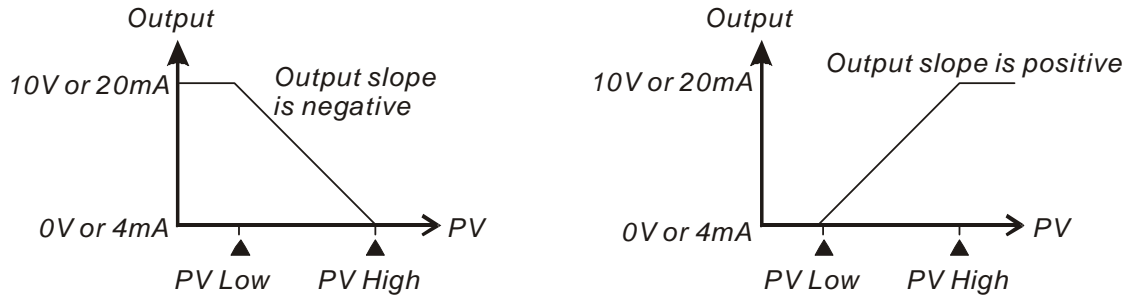 Output
10V or 20mA
Output slope
is negative
0V or 4mA
PV
PV Low
PV High
Output
10V or 20mA
Output slope is positive
0V or 4mA
PV
PV Low
PV High